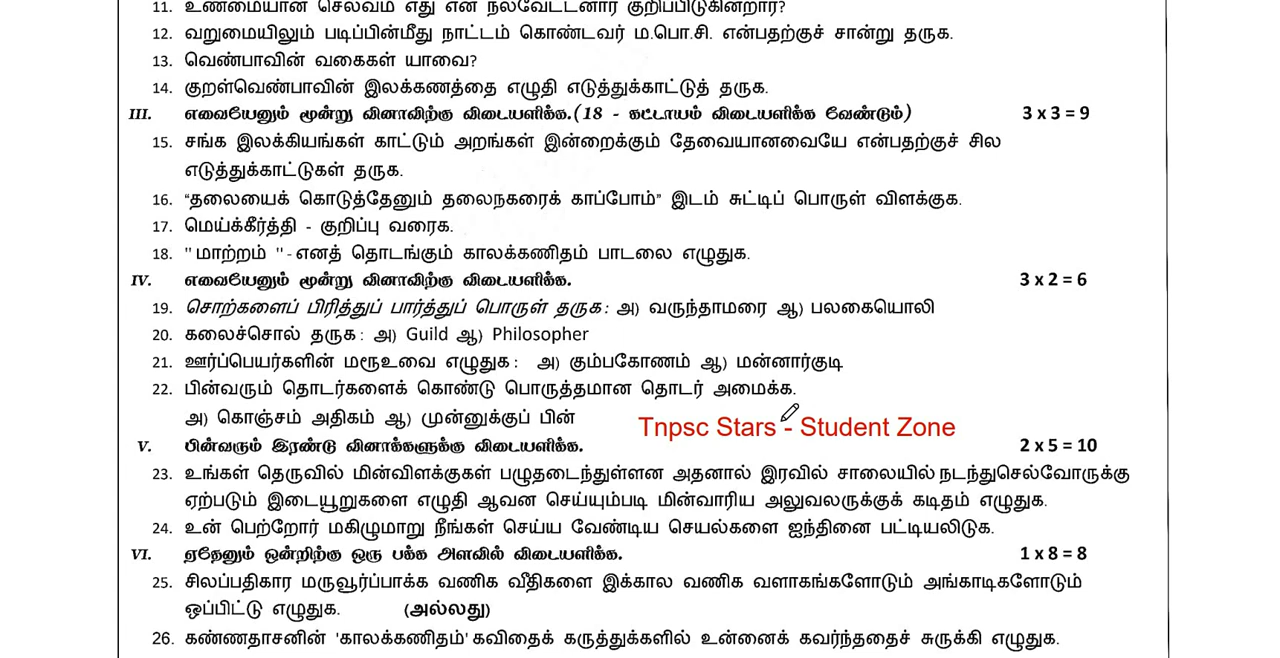 11. உண்மையான செல்வம் எது என நல்வேட்டனார் குறிப்பிடுகின்றார்?
12. வறுமையிலும் படிப்பின்மீது நாட்டம் கொண்டவர் ம.பொ.சி. என்பதற்குச் சான்று தருக.
13. வெண்பாவின் வகைகள் யாவை?
14. குறள்வெண்பாவின் இலக்கணத்தை எழுதி எடுத்துக்காட்டுத் தருக.
III. எவையேனும் மூன்று வினாவிற்கு விடையளிக்க.(18 - கட்டாயம் விடையளிக்க வேண்டும்) 3 x 3 = 9
15. சங்க இலக்கியங்கள் காட்டும் அறங்கள் இன்றைக்கும் தேவையானவையே என்பதற்குச் சில
எடுத்துக்காட்டுகள் தருக.
16. “தலையைக் கொடுத்தேனும் தலைநகரைக் காப்போம்” இடம் சுட்டிப் பொருள் விளக்குக.
17. மெய்க்கீர்த்தி - குறிப்பு வரைக.
18. " மாற்றம் " - எனத் தொடங்கும் காலக்கணிதம் பாடலை எழுதுக.
IV. எவையேனும் மூன்று வினாவிற்கு விடையளிக்க. 3 x 2 = 6
19. சொற்களைப் பிரித்துப் பார்த்துப் பொருள் தருக: அ) வருந்தாமரை ஆ) பலகையொலி
20. கலைச்சொல் தருக: அ) Guild ஆ) Philosopher
21. ஊர்ப்பெயர்களின் மரூஉவை எழுதுக: அ) கும்பகோணம் ஆ) மன்னார்குடி
22. பின்வரும் தொடர்களைக் கொண்டு பொருத்தமான தொடர் அமைக்க.
அ) கொஞ்சம் அதிகம் ஆ) முன்னுக்குப் பின்
Tnpsc Stars - Student Zone
V. பின்வரும் இரண்டு வினாக்களுக்கு விடையளிக்க. 2 x 5 = 10
23. உங்கள் தெருவில் மின்விளக்குகள் பழுதடைந்துள்ளன அதனால் இரவில் சாலையில் நடந்துசெல்வோருக்கு
ஏற்படும் இடையூறுகளை எழுதி ஆவன செய்யும்படி மின்வாரிய அலுவலருக்குக் கடிதம் எழுதுக.
24. உன் பெற்றோர் மகிழுமாறு நீங்கள் செய்ய வேண்டிய செயல்களை ஐந்தினை பட்டியலிடுக.
VI. ஏதேனும் ஒன்றிற்கு ஒரு பக்க அளவில் விடையளிக்க. 1 x 8 = 8
25. சிலப்பதிகார மருவூர்ப்பாக்க வணிக வீதிகளை இக்கால வணிக வளாகங்களோடும் அங்காடிகளோடும்
ஒப்பிட்டு எழுதுக. (அல்லது)
26. கண்ணதாசனின் 'காலக்கணிதம்' கவிதைக் கருத்துக்களில் உன்னைக் கவர்ந்ததைச் சுருக்கி எழுதுக.